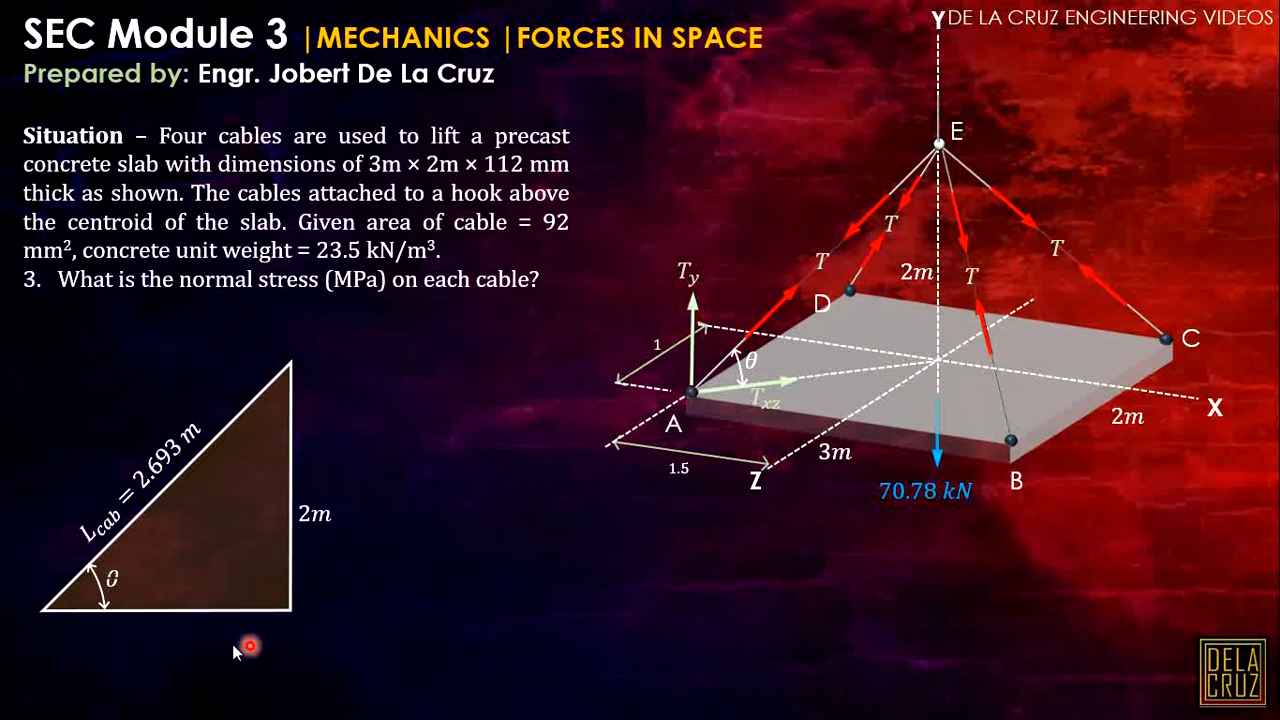 SEC Module 3 |MECHANICS |FORCES IN SPACE
Prepared by: Engr. Jobert De La Cruz
DE LA CRUZ ENGINEERING VIDEOS
Situation – Four cables are used to lift a precast
concrete slab with dimensions of 3m × 2m × 112 mm
thick as shown. The cables attached to a hook above
the centroid of the slab. Given area of cable = 92
mm², concrete unit weight = 23.5 kN/m³.
3. What is the normal stress (MPa) on each cable?
L_cab = 2.693 m
2m
θ
Y
E
T
T
T
T
2m
T_y
D
C
1
θ
T_xz
A
X
2m
1.5
Z
3m
B
70.78 kN
DELA
CRUZ